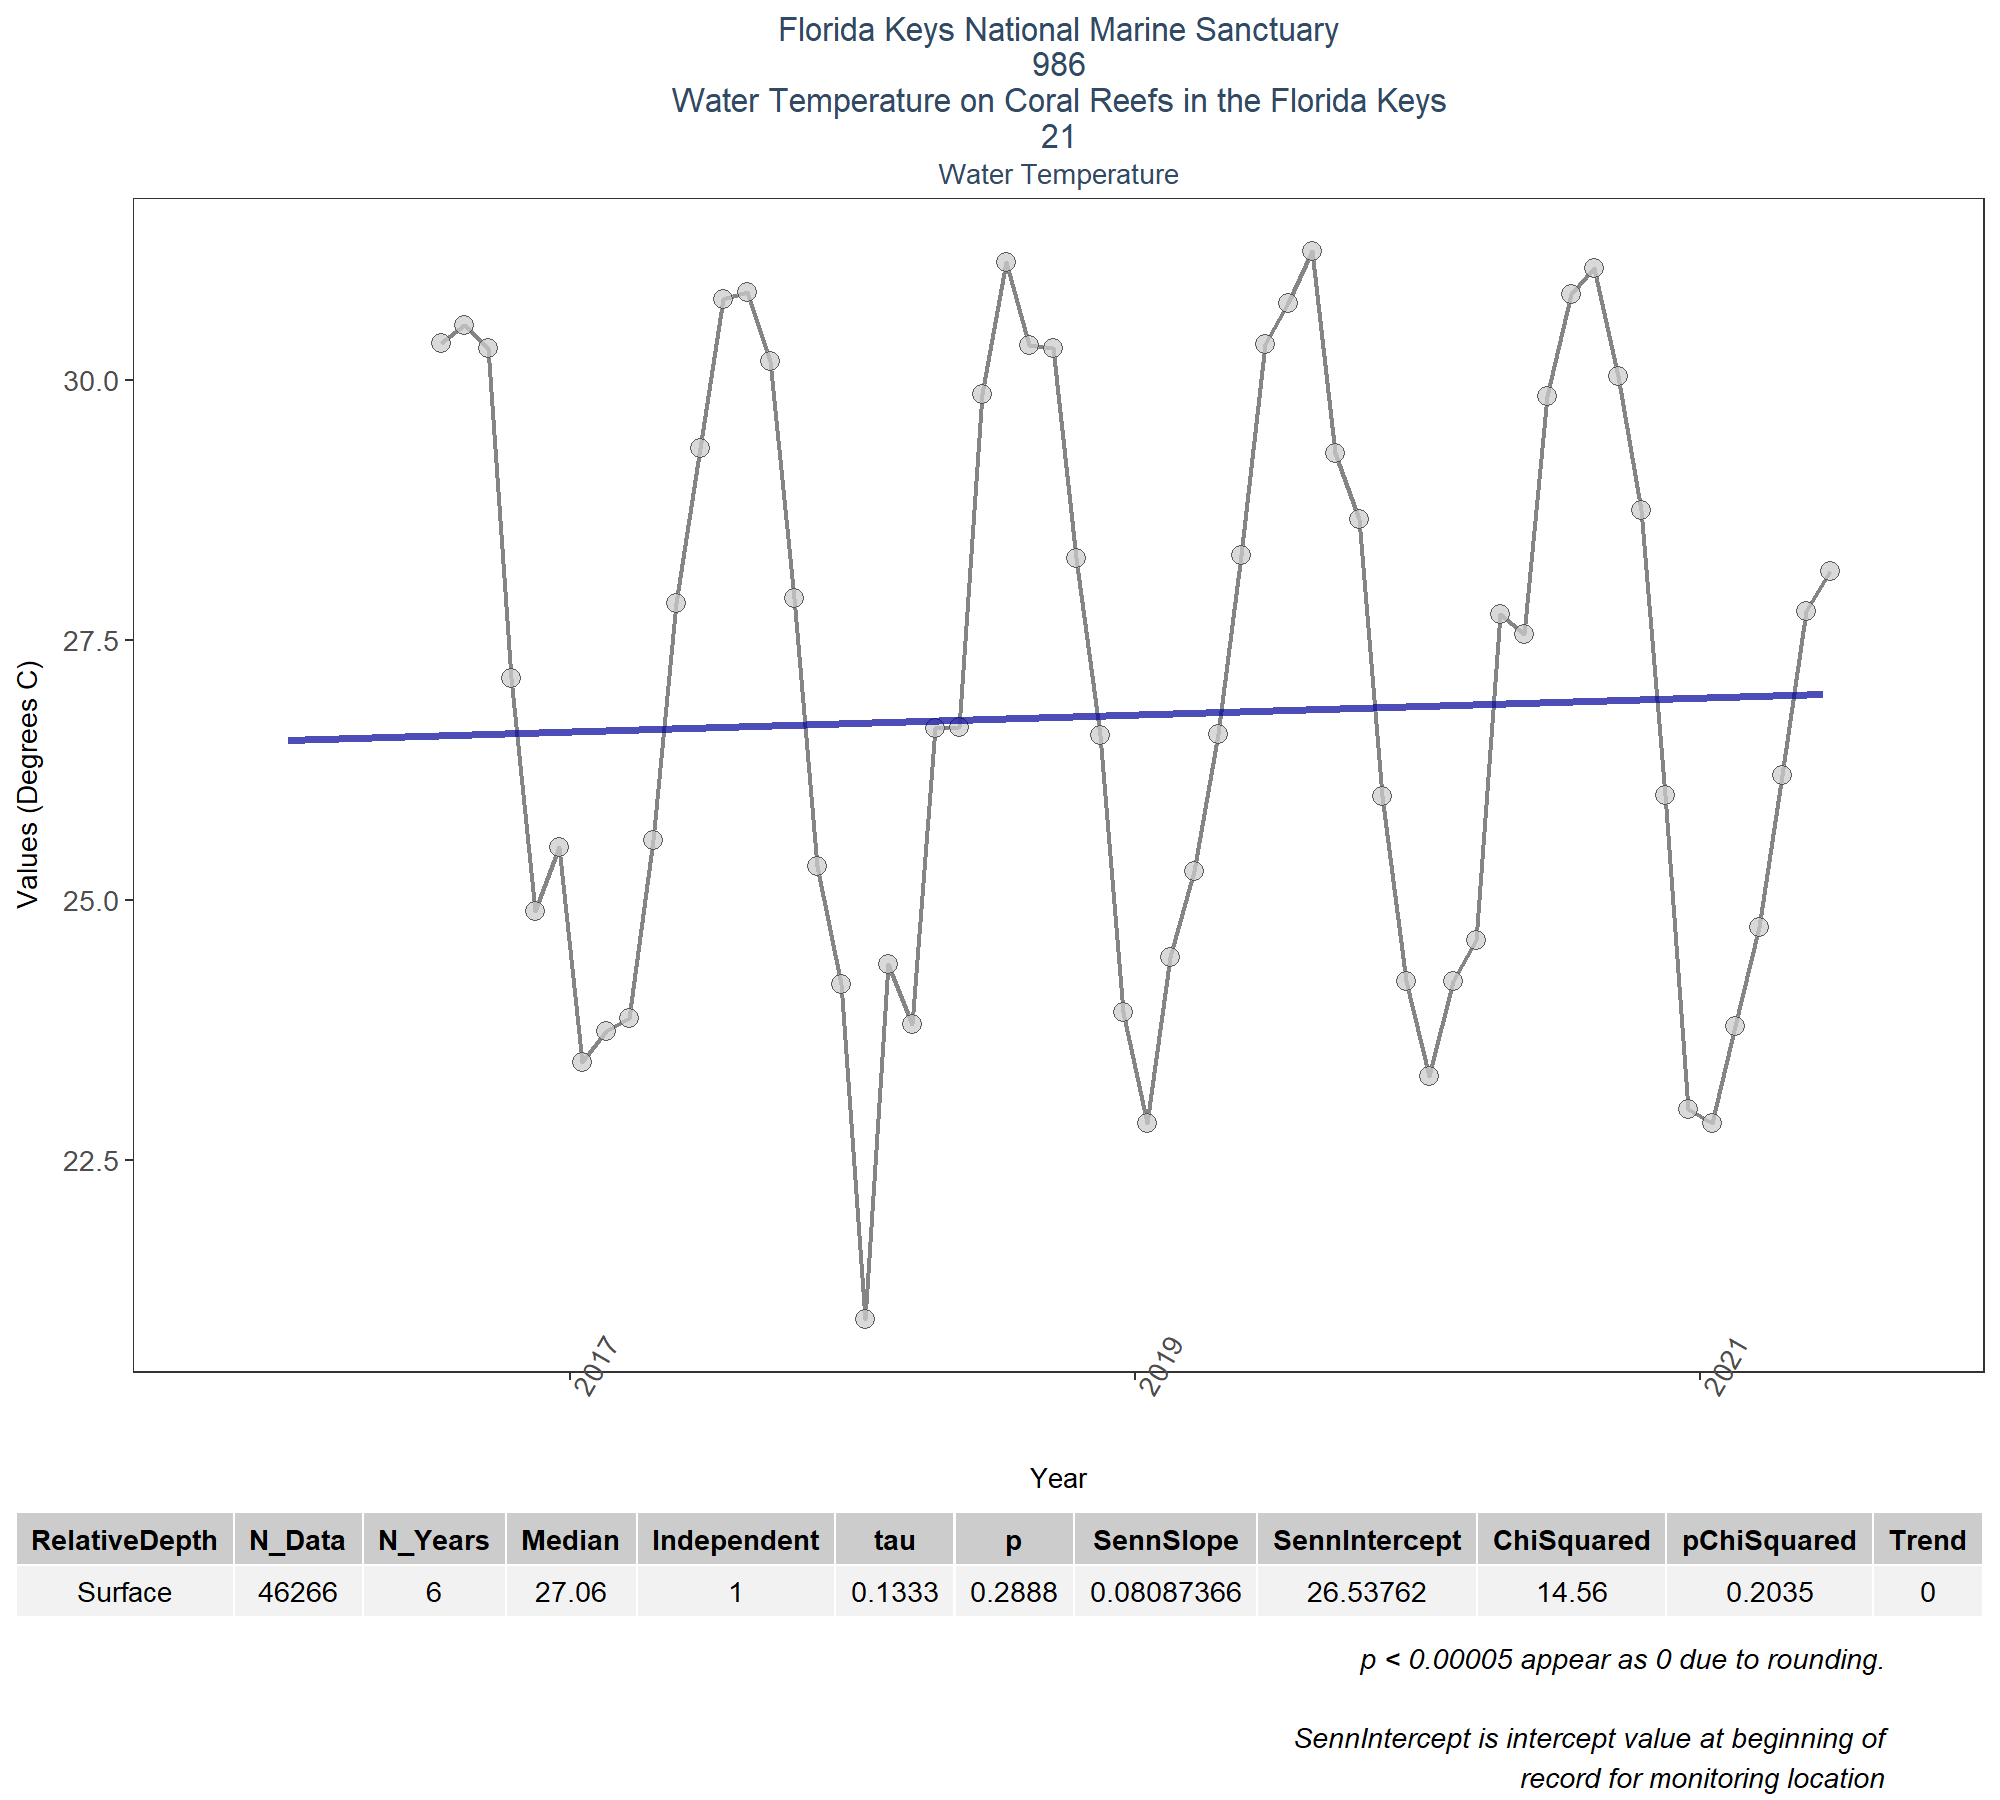 Florida Keys National Marine Sanctuary
986
Water Temperature on Coral Reefs in the Florida Keys
21
Water Temperature
30.0
27.5
25.0
22.5
Values (Degrees C)
2017
2019
2021
Year
RelativeDepth N_Data N_Years Median Independent tau p SennSlope SennIntercept ChiSquared pChiSquared Trend
Surface 46266 6 27.06 1 0.1333 0.2888 0.08087366 26.53762 14.56 0.2035 0
p < 0.00005 appear as 0 due to rounding.
SennIntercept is intercept value at beginning of
record for monitoring location